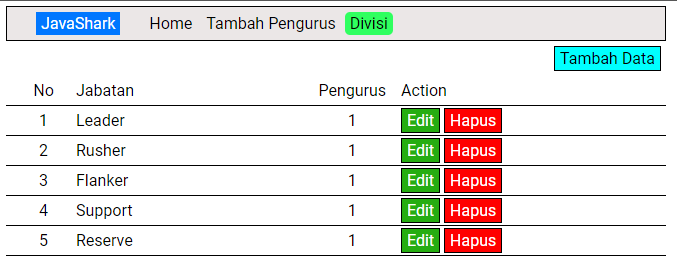 JavaShark Home Tambah Pengurus Divisi
Tambah Data
No Jabatan Pengurus Action
1 Leader 1 Edit Hapus
2 Rusher 1 Edit Hapus
3 Flanker 1 Edit Hapus
4 Support 1 Edit Hapus
5 Reserve 1 Edit Hapus